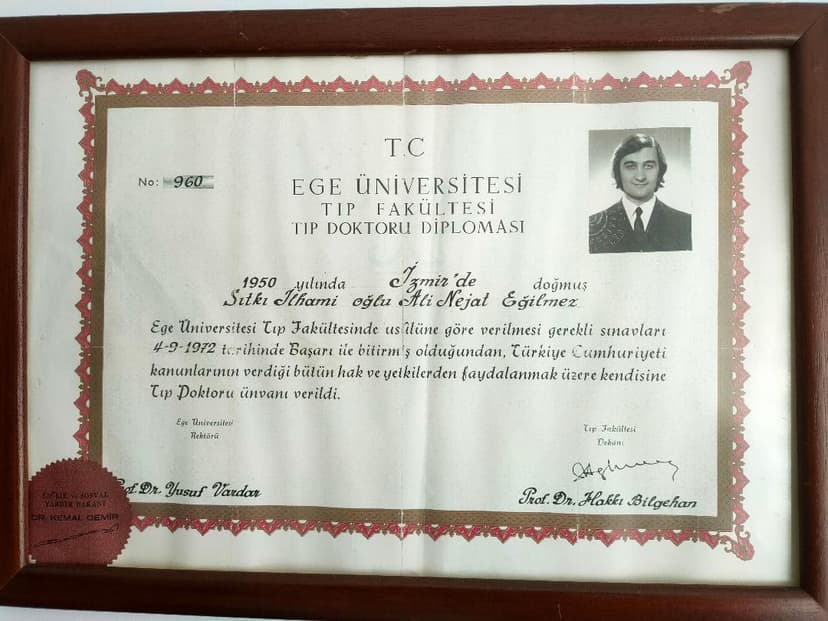 T.C
No: 960
EGE ÜNİVERSİTESİ
TIP FAKÜLTESİ
TIP DOKTORU DİPLOMASI
1950 yılında İzmir'de doğmuş
Sıtkı İlhami oğlu Ali Nejat Eğilmez
Ege Üniversitesi Tıp Fakültesinde usûlüne göre verilmesi gerekli sınavları
4-9-1972 tarihinde Başarı ile bitirmiş olduğundan, Türkiye Cumhuriyeti
kanunlarının verdiği bütün hak ve yetkilerden faydalanmak üzere kendisine
Tıp Doktoru ünvanı verildi.
Ege Üniversitesi
Rektörü
Tıp Fakültesi
Dekanı
Prof. Dr. Yusuf Vardar
Prof. Dr. Hakkı Bilgehan
SAĞLIK ve SOSYAL
YARDIM BAKANI
DR. KEMAL DEMİR